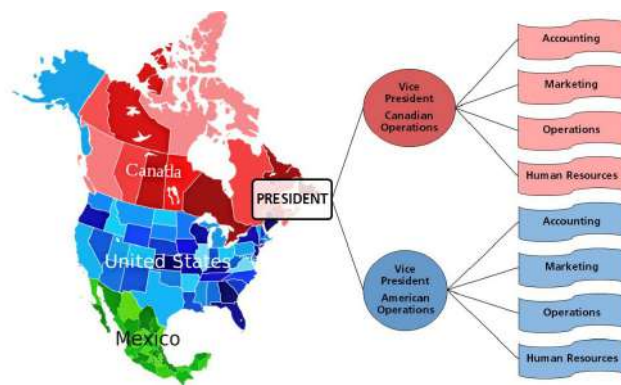 Canada
United States
Mexico
PRESIDENT
Vice
President
Canadian
Operations
Accounting
Marketing
Operations
Human Resources
Vice
President
American
Operations
Accounting
Marketing
Operations
Human Resources